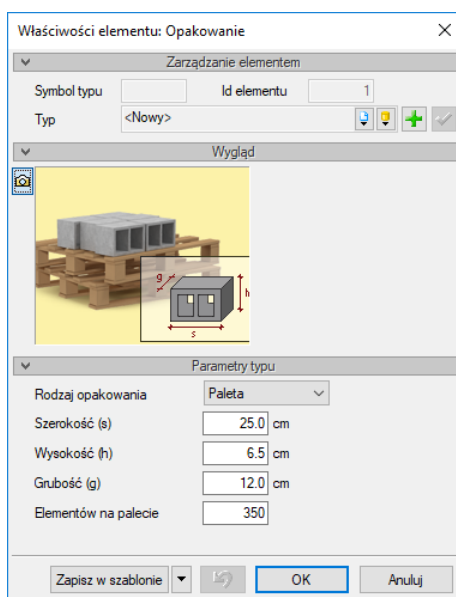 Właściwości elementu: Opakowanie
Zarządzanie elementem
Symbol typu Id elementu 1
Typ <Nowy>
Wygląd
g
h
s
Parametry typu
Rodzaj opakowania Paleta
Szerokość (s) 25.0 cm
Wysokość (h) 6.5 cm
Grubość (g) 12.0 cm
Elementów na palecie 350
Zapisz w szablonie OK Anuluj